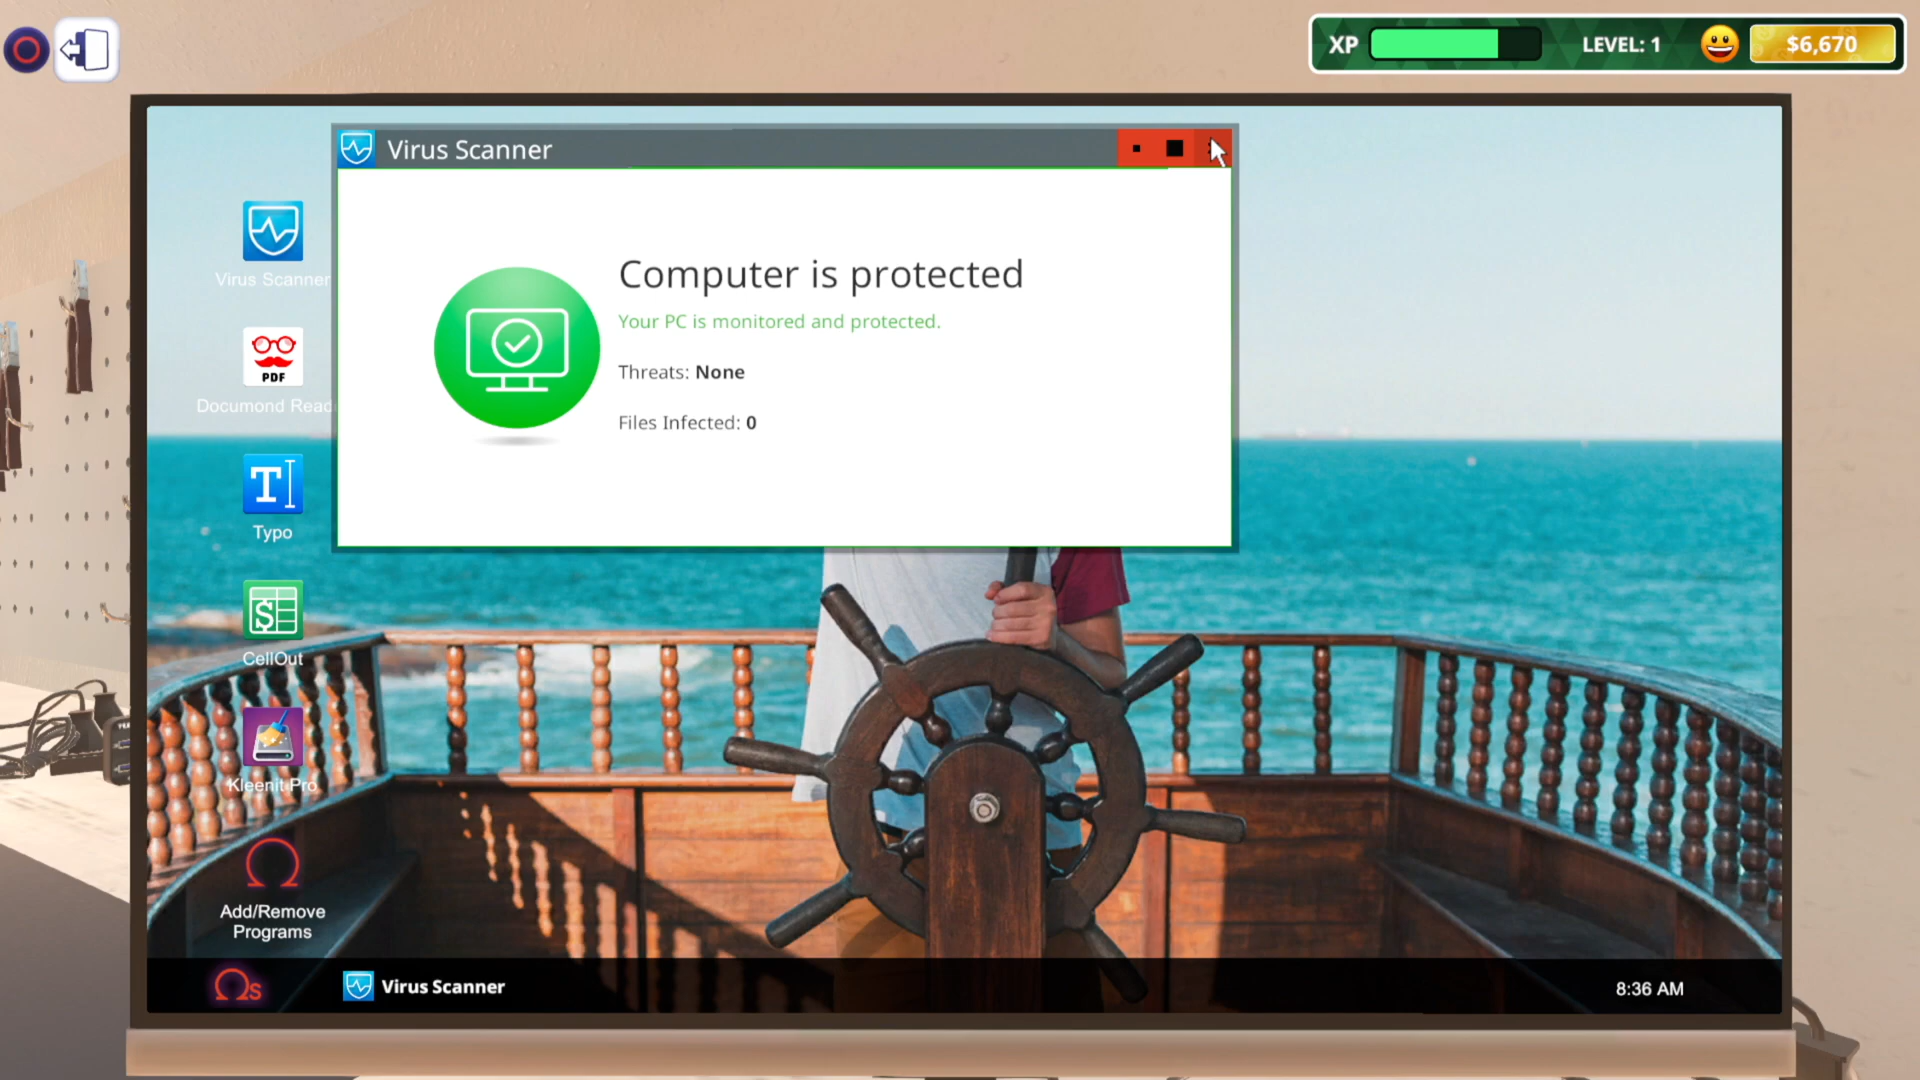 XP
LEVEL: 1
$6,670
Virus Scanner
Computer is protected
Your PC is monitored and protected.
Threats: None
Files Infected: 0
Virus Scanner
PDF
Documond Read
T
Typo
$
CellOut
Kleenit Pro
Add/Remove
Programs
Ωs
Virus Scanner
8:36 AM